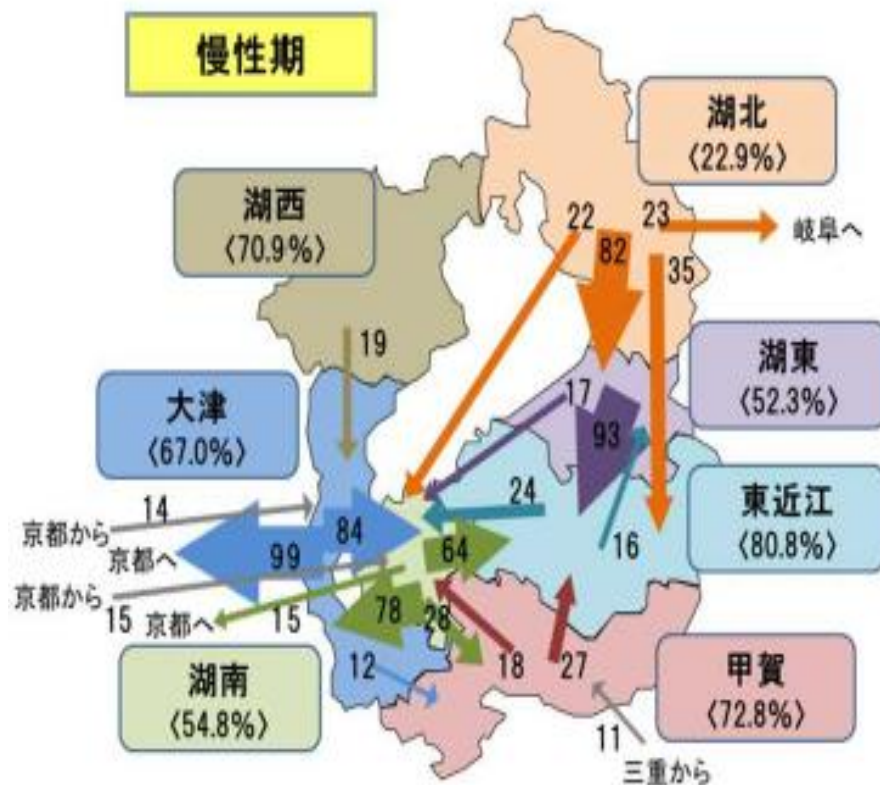 慢性期
湖北
〈22.9%〉
湖西
〈70.9%〉
22
23
82
岐阜へ
35
19
湖東
〈52.3%〉
17
大津
〈67.0%〉
93
東近江
〈80.8%〉
24
14
京都から
84
京都へ
99
64
16
京都から
15
京都へ
15
78
28
湖南
〈54.8%〉
12
18
27
甲賀
〈72.8%〉
11
三重から